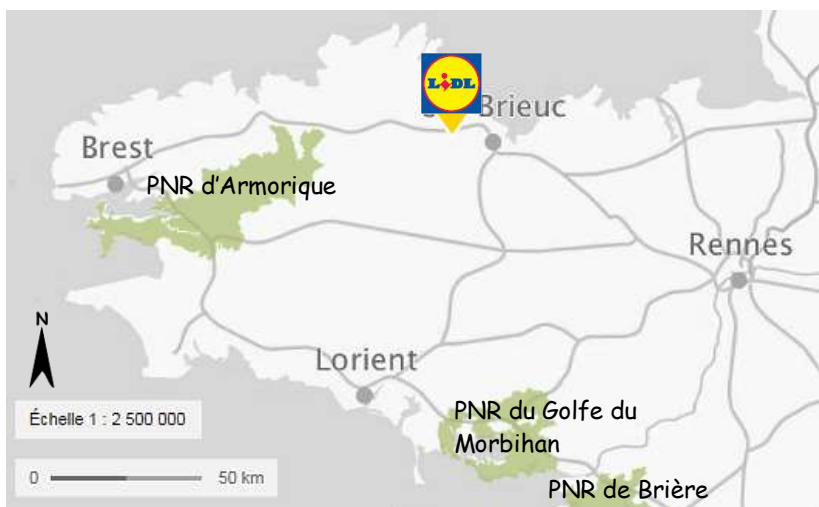 LIDL
Brieuc
Brest
PNR d'Armorique
Rennes
N
Lorient
Échelle 1 : 2 500 000
PNR du Golfe du
Morbihan
0 50 km
PNR de Brière